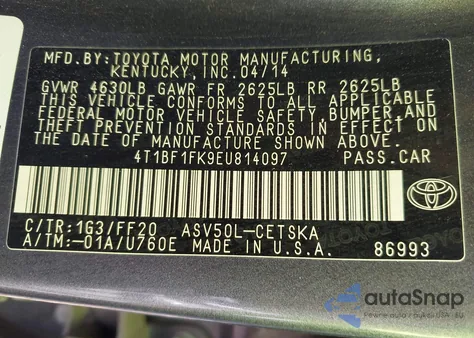 MFD.BY: TOYOTA MOTOR MANUFACTURING,
KENTUCKY, INC. 04/14
GVWR 4630LB GAWR FR 2625LB RR 2625LB
THIS VEHICLE CONFORMS TO ALL APPLICABLE
FEDERAL MOTOR VEHICLE SAFETY, BUMPER, AND
THEFT PREVENTION STANDARDS IN EFFECT ON
THE DATE OF MANUFACTURE SHOWN ABOVE.
4T1BF1FK9EU814097 PASS.CAR
C/TR:1G3/FF20 ASV50L-CETSKA
A/TM:-01A/U760E MADE IN U.S.A. 86993
TOYOTA
autoSnap